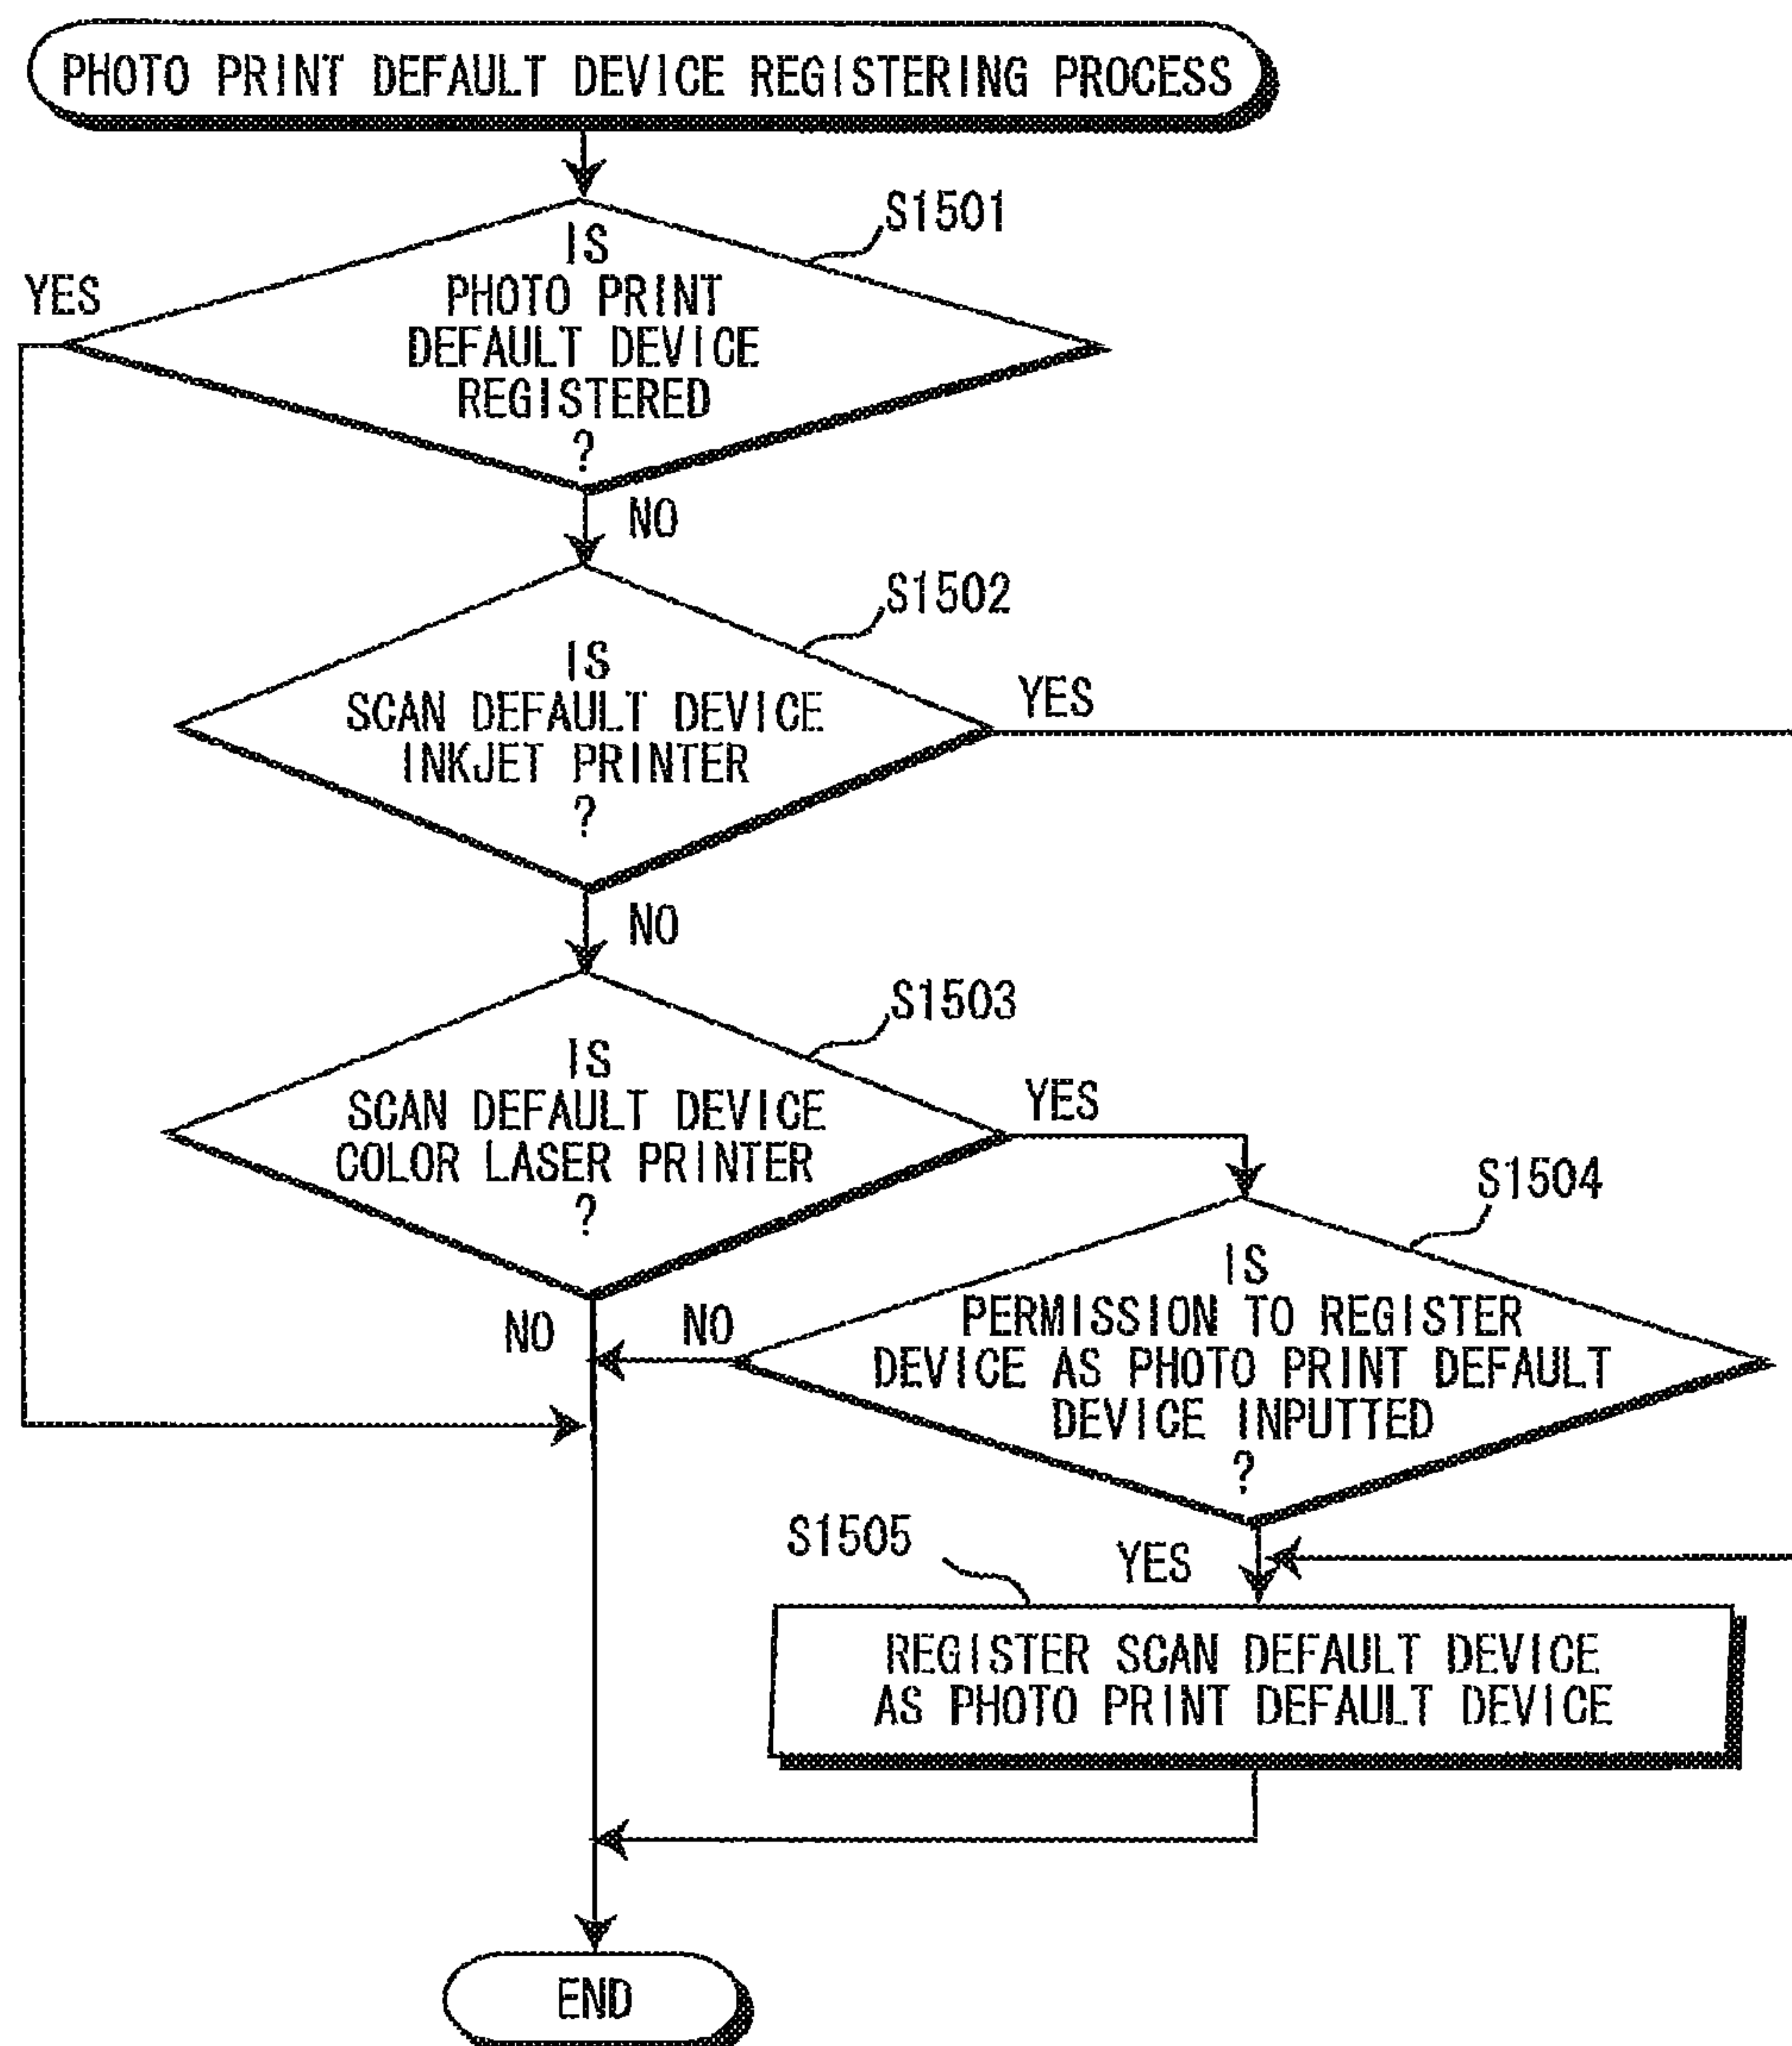 PHOTO PRINT DEFAULT DEVICE REGISTERING PROCESS
S1501
IS
PHOTO PRINT
DEFAULT DEVICE
REGISTERED
?
YES
NO
S1502
IS
SCAN DEFAULT DEVICE
INKJET PRINTER
?
YES
NO
S1503
IS
SCAN DEFAULT DEVICE
COLOR LASER PRINTER
?
YES
NO
S1504
IS
PERMISSION TO REGISTER
DEVICE AS PHOTO PRINT DEFAULT
DEVICE INPUTTED
?
NO
YES
S1505
REGISTER SCAN DEFAULT DEVICE
AS PHOTO PRINT DEFAULT DEVICE
END